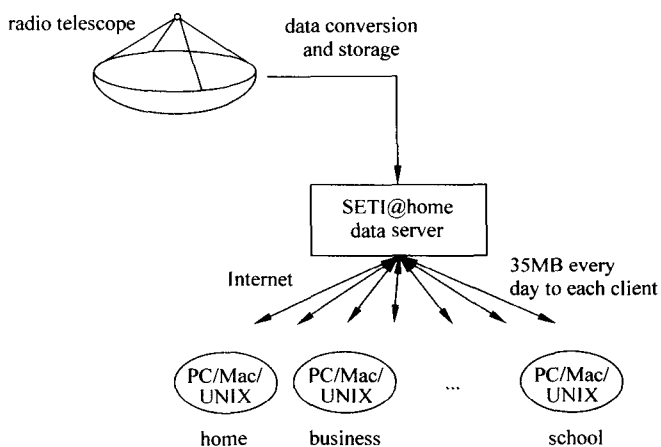 radio telescope
data conversion
and storage
SETI@home
data server
Internet
35MB every
day to each client
PC/Mac/
UNIX
PC/Mac/
UNIX
...
PC/Mac/
UNIX
home
business
school